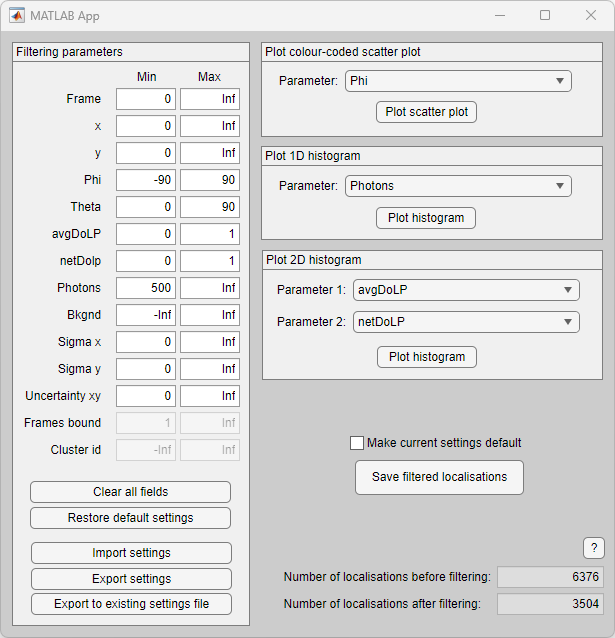 MATLAB App
Filtering parameters
Min Max
Frame 0 Inf
x 0 Inf
y 0 Inf
Phi -90 90
Theta 0 90
avgDoLP 0 1
netDolp 0 1
Photons 500 Inf
Bkgnd -Inf Inf
Sigma x 0 Inf
Sigma y 0 Inf
Uncertainty xy 0 Inf
Frames bound 1 Inf
Cluster id -Inf Inf
Clear all fields
Restore default settings
Import settings
Export settings
Export to existing settings file
Plot colour-coded scatter plot
Parameter: Phi
Plot scatter plot
Plot 1D histogram
Parameter: Photons
Plot histogram
Plot 2D histogram
Parameter 1: avgDoLP
Parameter 2: netDoLP
Plot histogram
Make current settings default
Save filtered localisations
?
Number of localisations before filtering: 6376
Number of localisations after filtering: 3504